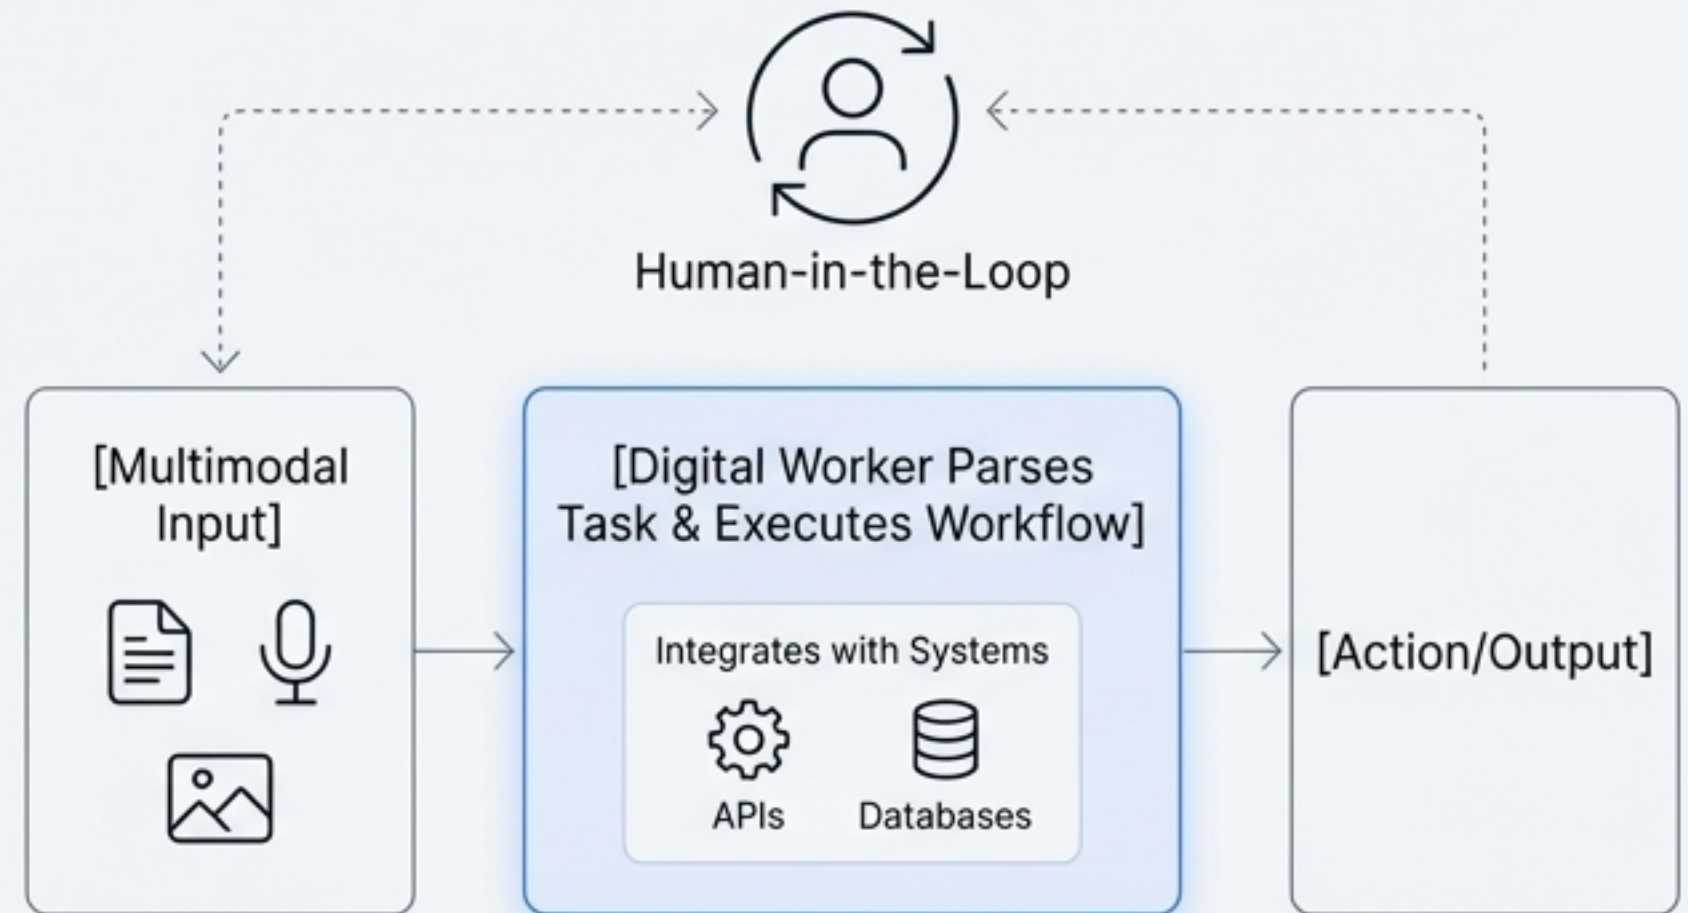 Human-in-the-Loop
[Multimodal
Input]
[Digital Worker Parses
Task & Executes Workflow]
Integrates with Systems
APIs
Databases
[Action/Output]